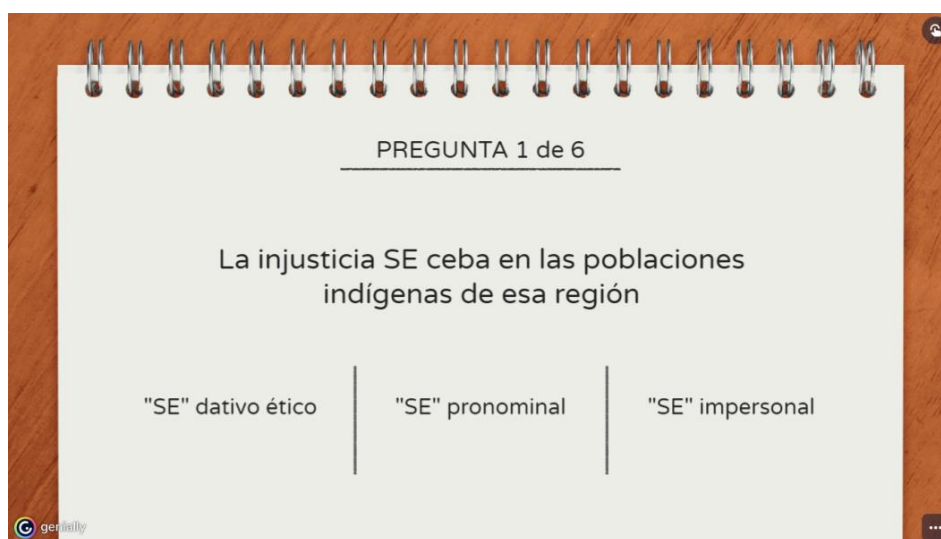 PREGUNTA 1 de 6
La injusticia SE ceba en las poblaciones
indígenas de esa región
"SE" dativo ético
"SE" pronominal
"SE" impersonal
genially